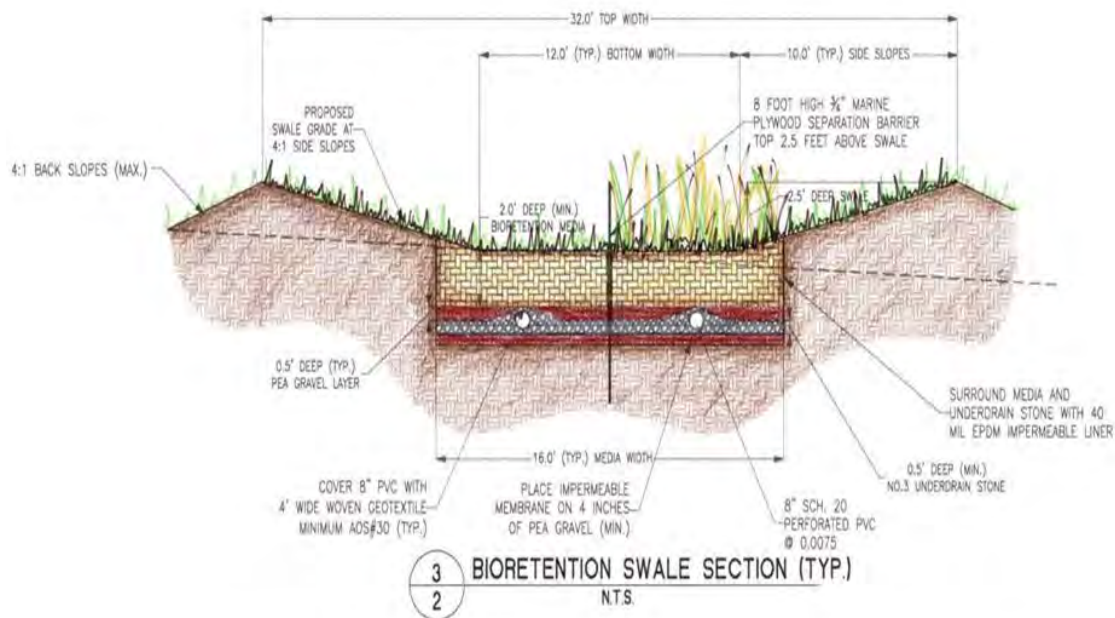 32.0' TOP WIDTH
12.0' (TYP.) BOTTOM WIDTH
10.0' (TYP.) SIDE SLOPES
PROPOSED
SWALE GRADE AT
4:1 SIDE SLOPES
8 FOOT HIGH ¾" MARINE
PLYWOOD SEPARATION BARRIER
TOP 2.5 FEET ABOVE SWALE
4:1 BACK SLOPES (MAX.)
2.0' DEEP (MIN.)
BIORETENTION MEDIA
2.5' DEEP SWALE
0.5' DEEP (TYP.)
PEA GRAVEL LAYER
SURROUND MEDIA AND
UNDERDRAIN STONE WITH 40
MIL EPDM IMPERMEABLE LINER
16.0' (TYP.) MEDIA WIDTH
0.5' DEEP (MIN.)
NO.3 UNDERDRAIN STONE
COVER 8" PVC WITH
4' WIDE WOVEN GEOTEXTILE
MINIMUM AOS#30 (TYP.)
PLACE IMPERMEABLE
MEMBRANE ON 4 INCHES
OF PEA GRAVEL (MIN.)
8" SCH. 20
PERFORATED PVC
@ 0.0075
3
2
BIORETENTION SWALE SECTION (TYP.)
N.T.S.